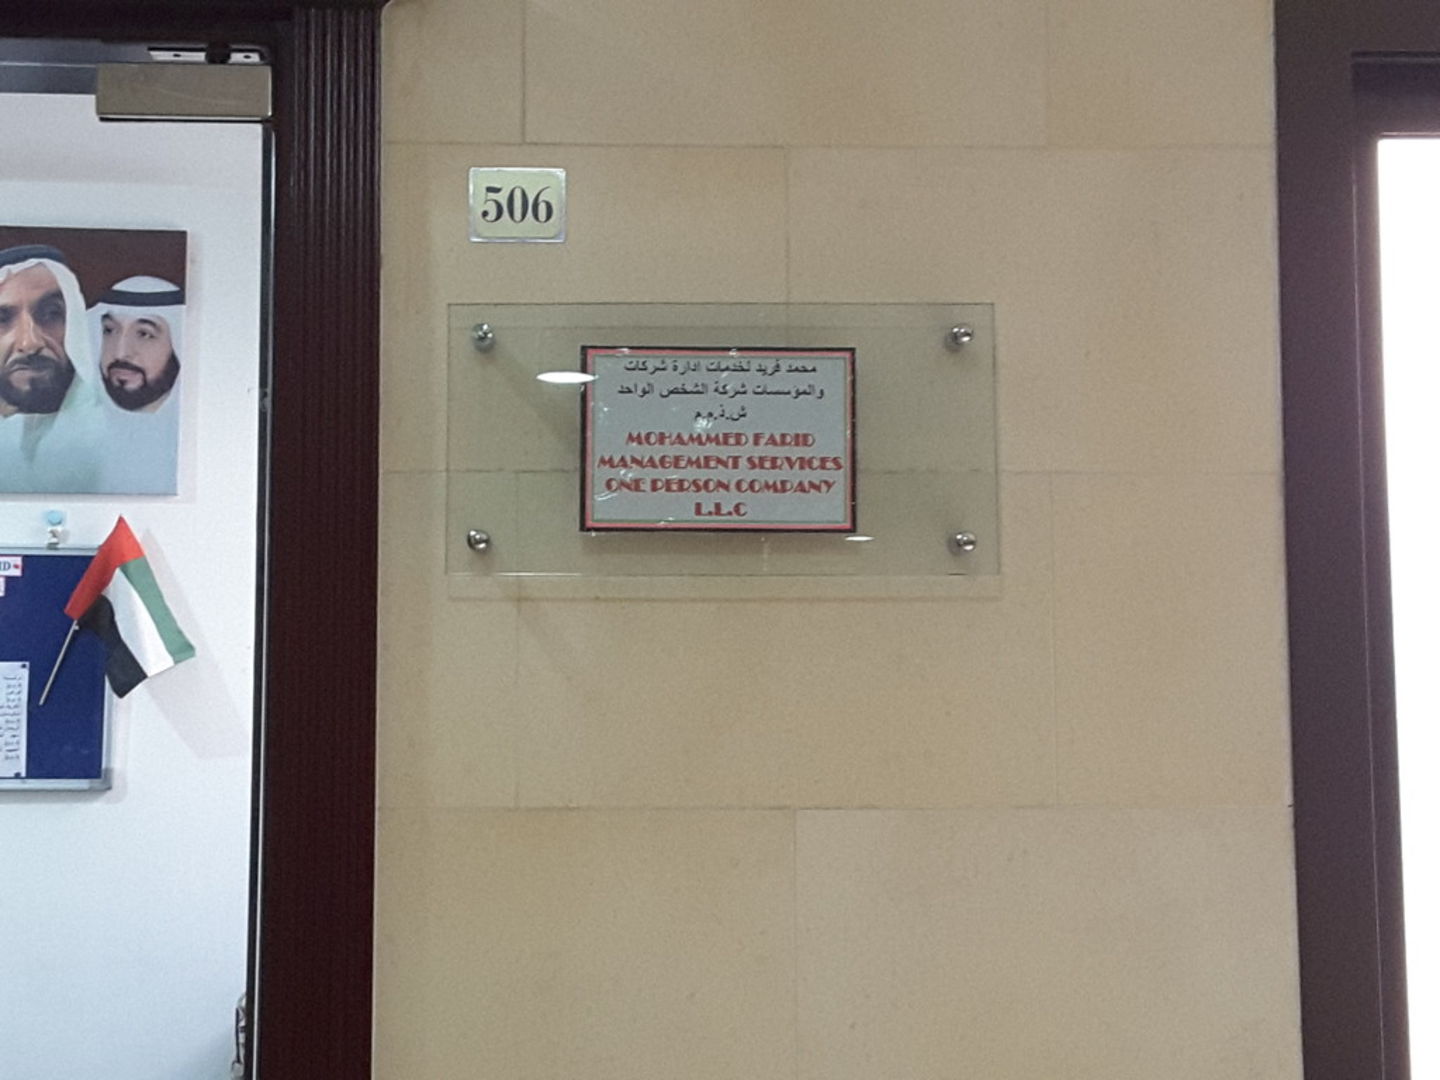 506
محمد فريد لخدمات ادارة شركات
والمؤسسات شركة الشخص الواحد
ش.ذ.م.م
MOHAMMED FARID
MANAGEMENT SERVICES
ONE PERSON COMPANY
L.L.C